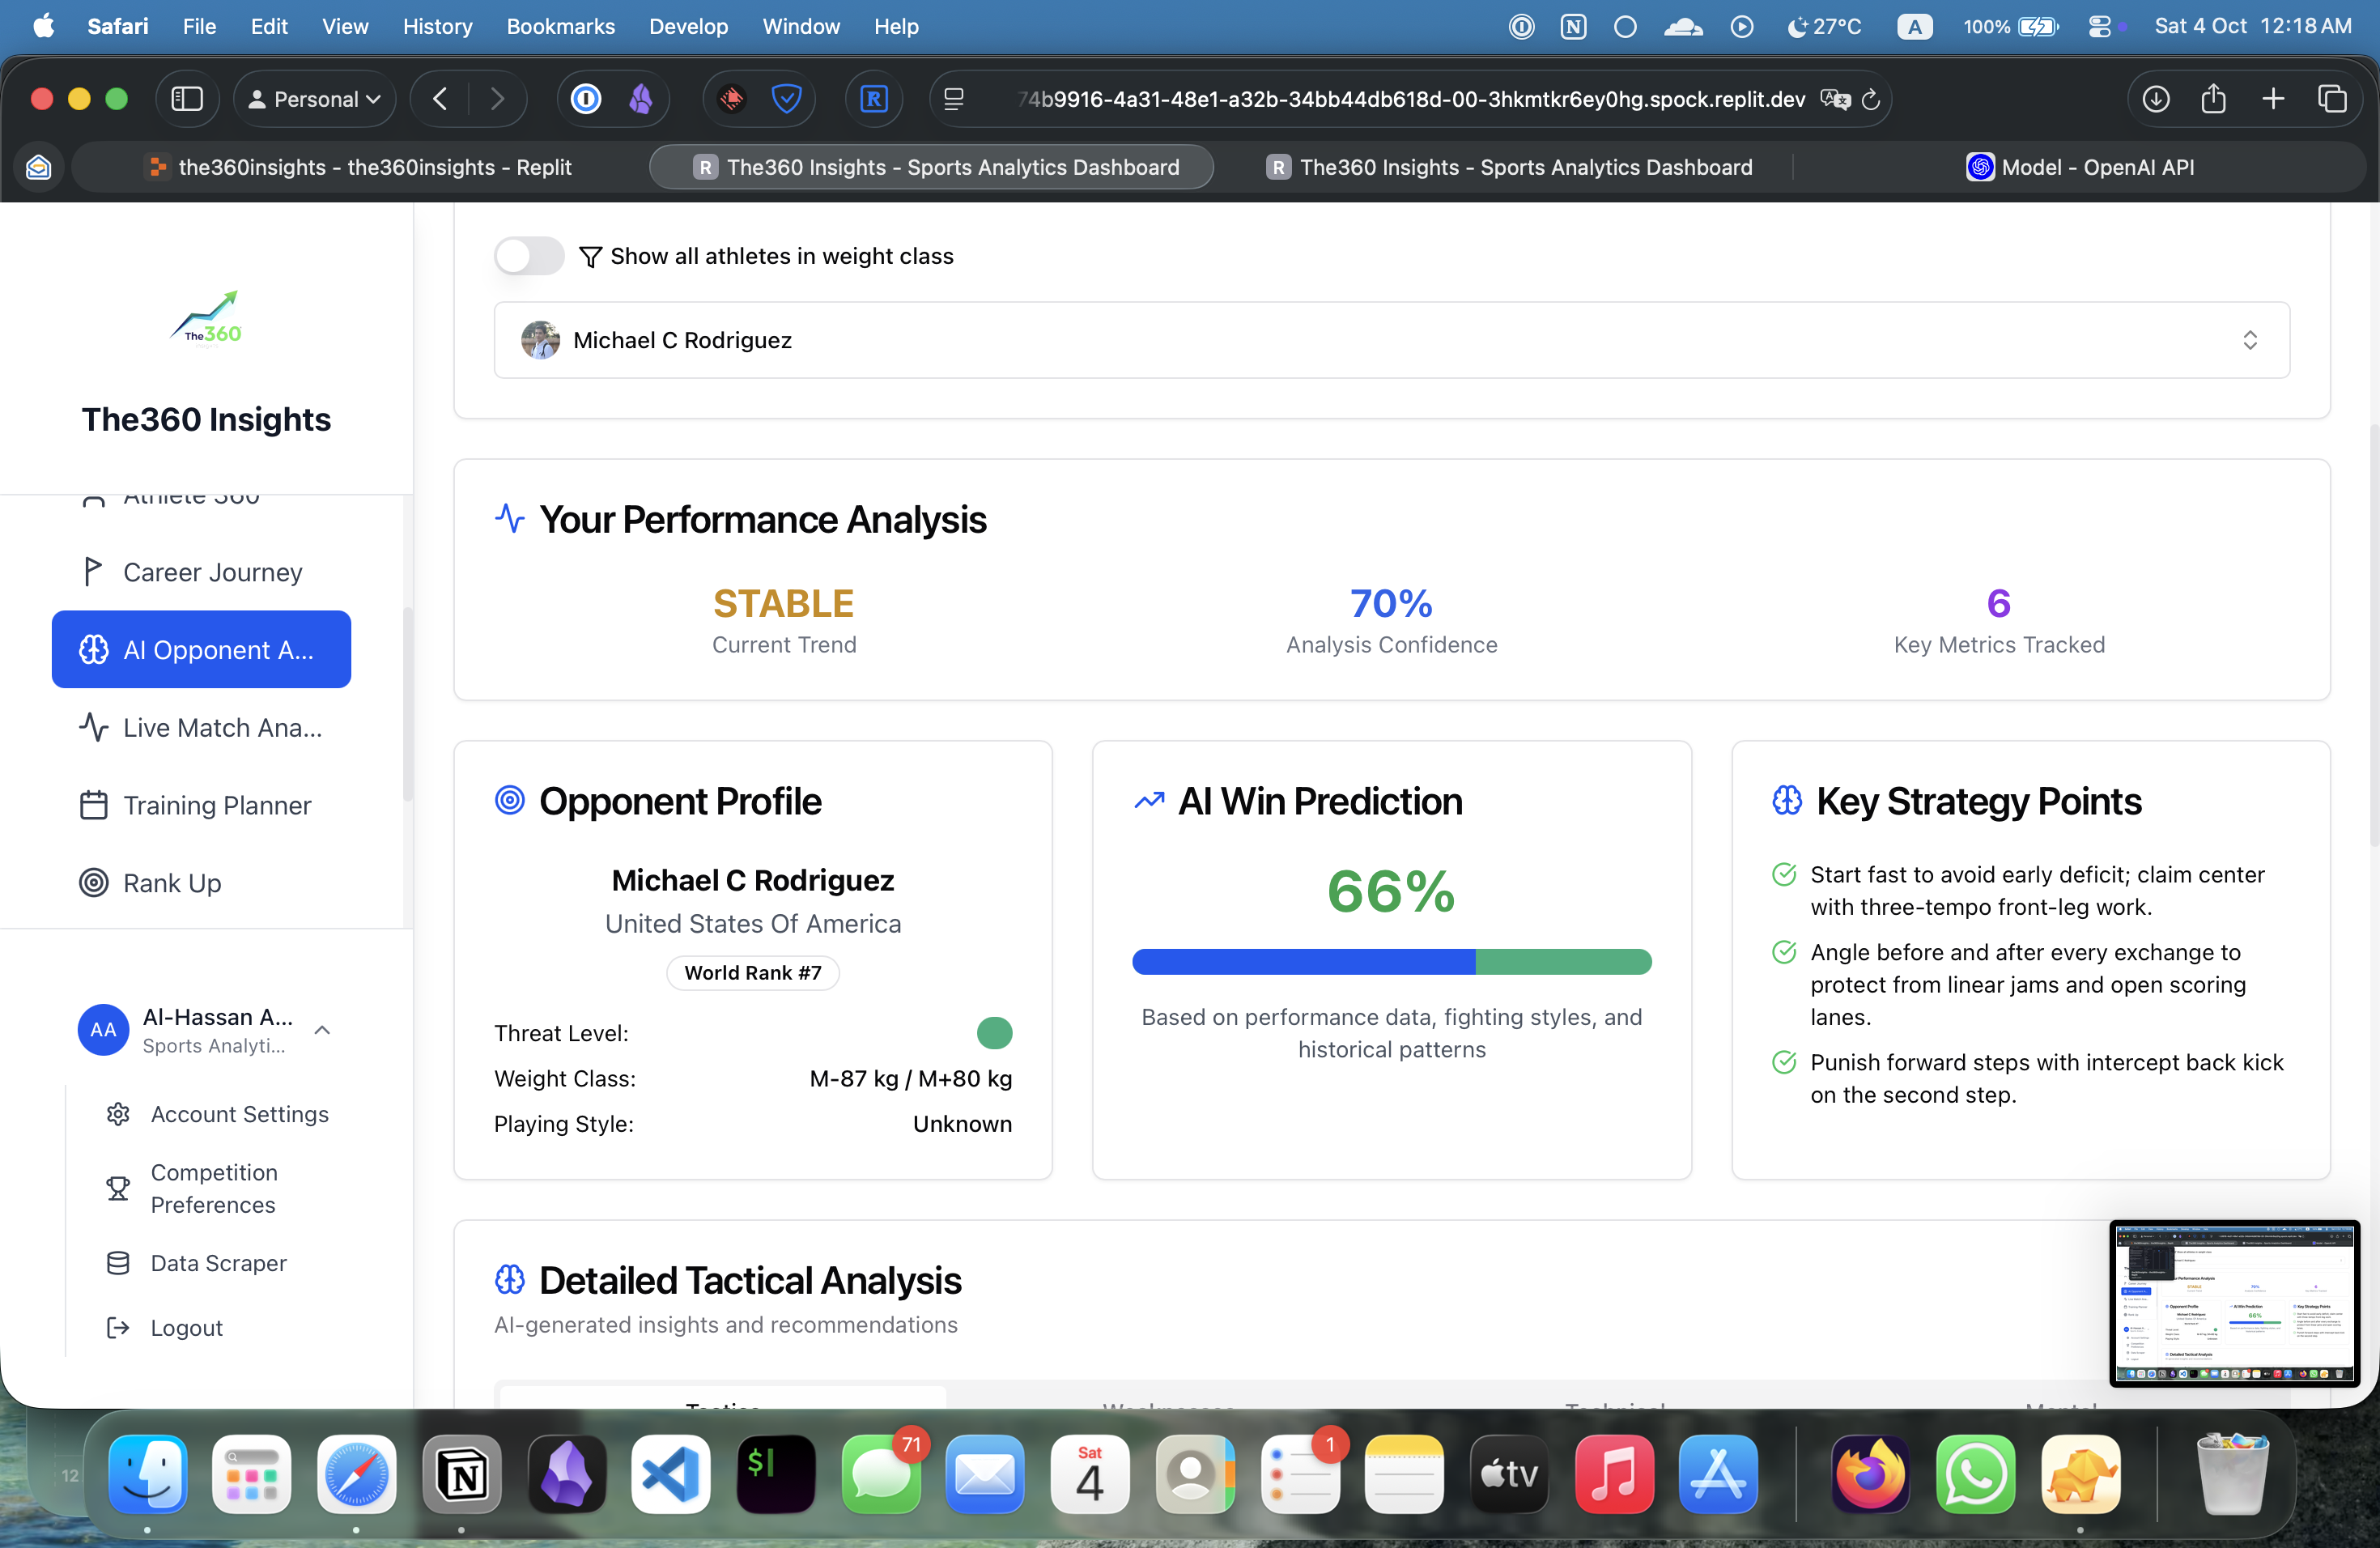 Safari File Edit View History Bookmarks Develop Window Help
27°C A 100% Sat 4 Oct 12:18 AM
Personal
74b9916-4a31-48e1-a32b-34bb44db618d-00-3hkmtkr6ey0hg.spock.replit.dev
the360insights - the360insights - Replit
R The360 Insights - Sports Analytics Dashboard
R The360 Insights - Sports Analytics Dashboard
Model - OpenAI API
The360
The360 Insights
Athlete 360
Career Journey
AI Opponent A...
Live Match Ana...
Training Planner
Rank Up
AA
Al-Hassan A...
Sports Analyti...
Account Settings
Competition
Preferences
Data Scraper
Logout
Show all athletes in weight class
Michael C Rodriguez
Your Performance Analysis
STABLE
Current Trend
70%
Analysis Confidence
6
Key Metrics Tracked
Opponent Profile
Michael C Rodriguez
United States Of America
World Rank #7
Threat Level:
Weight Class: M-87 kg / M+80 kg
Playing Style: Unknown
AI Win Prediction
66%
Based on performance data, fighting styles, and
historical patterns
Key Strategy Points
Start fast to avoid early deficit; claim center
with three-tempo front-leg work.
Angle before and after every exchange to
protect from linear jams and open scoring
lanes.
Punish forward steps with intercept back kick
on the second step.
Detailed Tactical Analysis
AI-generated insights and recommendations
Tactics Weaknesses Technical Mental
12
$
71
Sat
4
1
tv